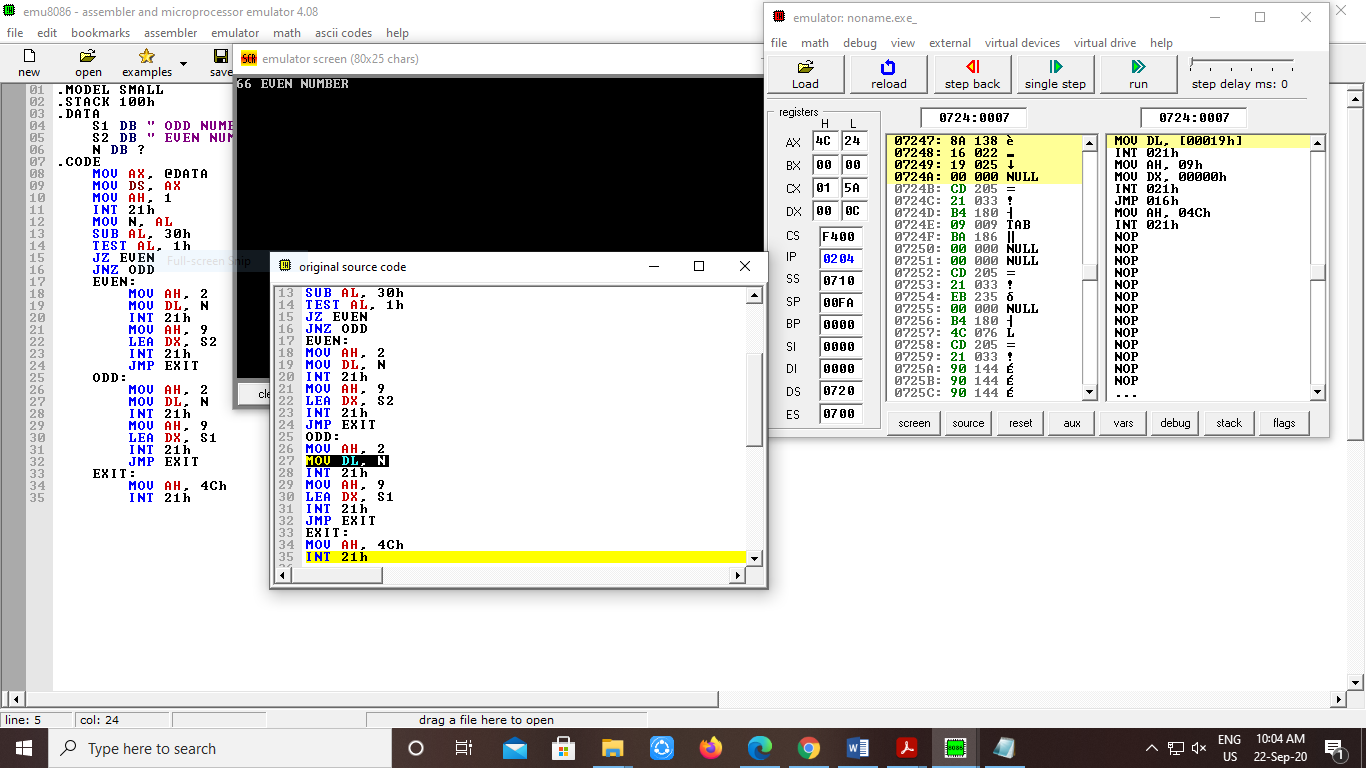 emu8086 - assembler and microprocessor emulator 4.08
file edit bookmarks assembler emulator math ascii codes help
new open examples save
01 .MODEL SMALL
02 .STACK 100h
03 .DATA
04 S1 DB " ODD NUMB
05 S2 DB " EVEN NUM
06 N DB ?
07 .CODE
08 MOV AX, @DATA
09 MOV DS, AX
10 MOV AH, 1
11 INT 21h
12 MOV N, AL
13 SUB AL, 30h
14 TEST AL, 1h
15 JZ EVEN
16 JNZ ODD
17 EVEN:
18 MOV AH, 2
19 MOV DL, N
20 INT 21h
21 MOV AH, 9
22 LEA DX, S2
23 INT 21h
24 JMP EXIT
25 ODD:
26 MOV AH, 2
27 MOV DL, N
28 INT 21h
29 MOV AH, 9
30 LEA DX, S1
31 INT 21h
32 JMP EXIT
33 EXIT:
34 MOV AH, 4Ch
35 INT 21h
Full-screen Snip
emulator screen (80x25 chars)
66 EVEN NUMBER
cle
original source code
13 SUB AL, 30h
14 TEST AL, 1h
15 JZ EVEN
16 JNZ ODD
17 EVEN:
18 MOV AH, 2
19 MOV DL, N
20 INT 21h
21 MOV AH, 9
22 LEA DX, S2
23 INT 21h
24 JMP EXIT
25 ODD:
26 MOV AH, 2
27 MOV DL, N
28 INT 21h
29 MOV AH, 9
30 LEA DX, S1
31 INT 21h
32 JMP EXIT
33 EXIT:
34 MOV AH, 4Ch
35 INT 21h
emulator: noname.exe_
file math debug view external virtual devices virtual drive help
Load reload step back single step run step delay ms: 0
registers
H L
AX 4C 24
BX 00 00
CX 01 5A
DX 00 0C
CS F400
IP 0204
SS 0710
SP 00FA
BP 0000
SI 0000
DI 0000
DS 0720
ES 0700
0724:0007
07247: 8A 138 è
07248: 16 022 ▬
07249: 19 025 ↓
0724A: 00 000 NULL
0724B: CD 205 =
0724C: 21 033 !
0724D: B4 180 ┤
0724E: 09 009 TAB
0724F: BA 186 ║
07250: 00 000 NULL
07251: 00 000 NULL
07252: CD 205 =
07253: 21 033 !
07254: EB 235 δ
07255: 00 000 NULL
07256: B4 180 ┤
07257: 4C 076 L
07258: CD 205 =
07259: 21 033 !
0725A: 90 144 É
0725B: 90 144 É
0725C: 90 144 É
0724:0007
MOV DL, [00019h]
INT 021h
MOV AH, 09h
MOV DX, 00000h
INT 021h
JMP 016h
MOV AH, 04Ch
INT 021h
NOP
NOP
NOP
NOP
NOP
NOP
NOP
NOP
NOP
NOP
NOP
NOP
NOP
...
screen source reset aux vars debug stack flags
line: 5 col: 24 drag a file here to open
Type here to search
ENG
US
10:04 AM
22-Sep-20
1